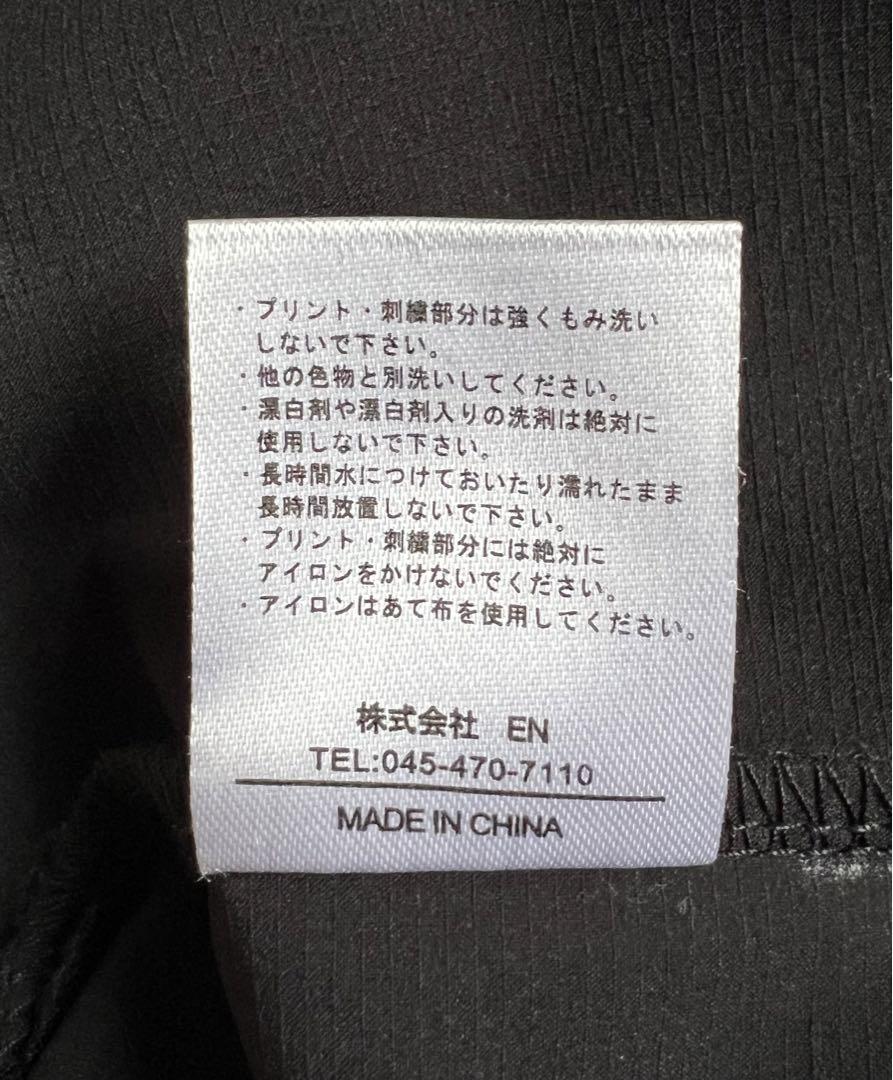 ・プリント・刺繍部分は強くもみ洗い
しないで下さい。
・他の色物と別洗いしてください。
・漂白剤や漂白剤入りの洗剤は絶対に
使用しないで下さい。
・長時間水につけておいたり濡れたまま
長時間放置しないで下さい。
・プリント・刺繍部分には絶対に
アイロンをかけないでください。
・アイロンはあて布を使用してください。
株式会社 EN
TEL:045-470-7110
MADE IN CHINA